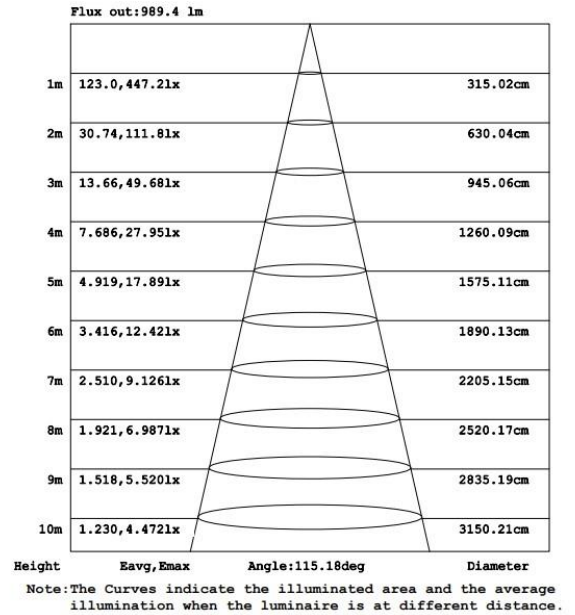 Flux out:989.4 lm
1m 123.0,447.2lx 315.02cm
2m 30.74,111.8lx 630.04cm
3m 13.66,49.68lx 945.06cm
4m 7.686,27.95lx 1260.09cm
5m 4.919,17.89lx 1575.11cm
6m 3.416,12.42lx 1890.13cm
7m 2.510,9.126lx 2205.15cm
8m 1.921,6.987lx 2520.17cm
9m 1.518,5.520lx 2835.19cm
10m 1.230,4.472lx 3150.21cm
Height Eavg,Emax Angle:115.18deg Diameter
Note:The Curves indicate the illuminated area and the average
illumination when the luminaire is at different distance.